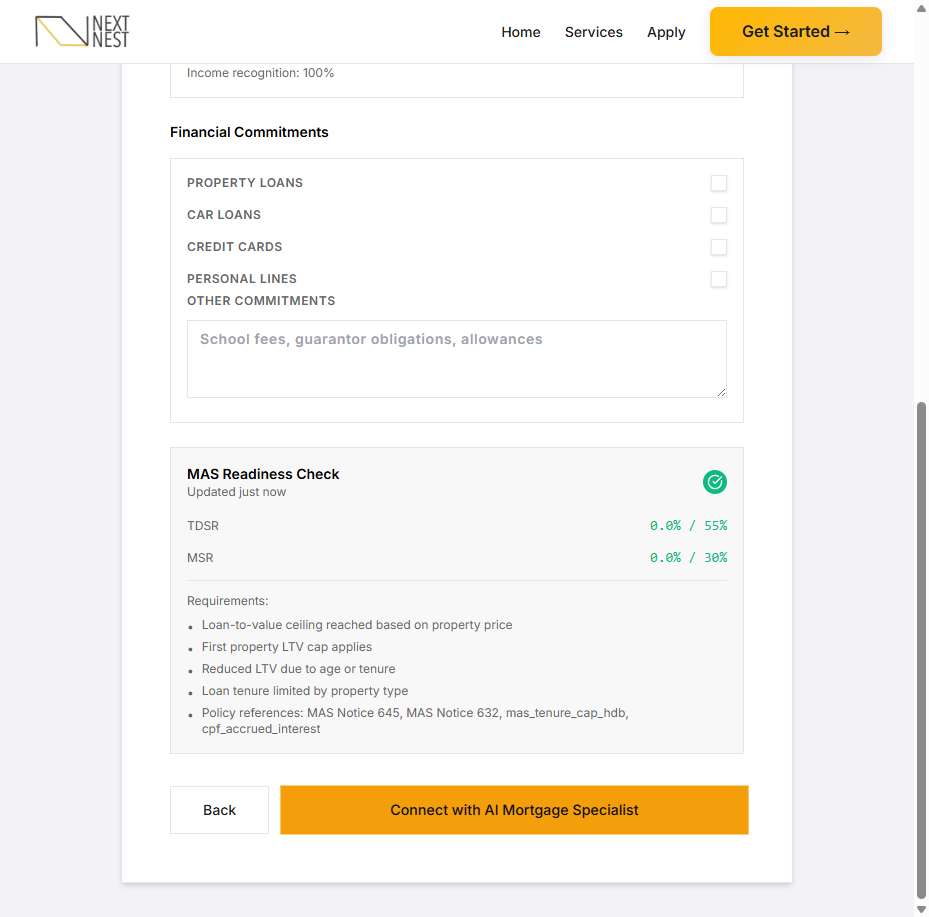 NEXT
NEST
Home
Services
Apply
Get Started →
Income recognition: 100%
Financial Commitments
PROPERTY LOANS
CAR LOANS
CREDIT CARDS
PERSONAL LINES
OTHER COMMITMENTS
School fees, guarantor obligations, allowances
MAS Readiness Check
Updated just now
TDSR 0.0% / 55%
MSR 0.0% / 30%
Requirements:
• Loan-to-value ceiling reached based on property price
• First property LTV cap applies
• Reduced LTV due to age or tenure
• Loan tenure limited by property type
• Policy references: MAS Notice 645, MAS Notice 632, mas_tenure_cap_hdb,
cpf_accrued_interest
Back
Connect with AI Mortgage Specialist